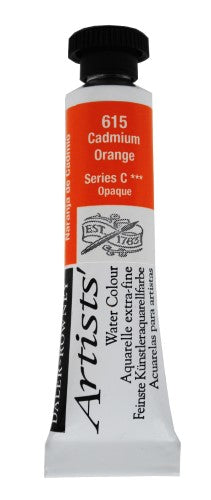 615
Cadmium
Orange
Series C ***
Opaque
Naranja de Cadmio
EST. 1783
DALER-ROWNEY
Artists'
Water Colour
Aquarelle extra-fine
Feinste Künstleraquarellfarbe
Acuarelas para artistas